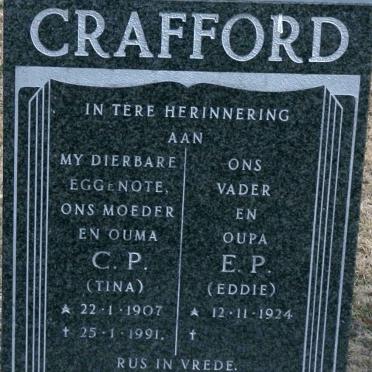 CRAFFORD
IN TERE HERINNERING
AAN
MY DIERBARE
EGGENOTE,
ONS MOEDER
EN OUMA
C.P.
(TINA)
* 22·1·1907
† 25·1·1991.
ONS
VADER
EN
OUPA
E.P.
(EDDIE)
* 12·11·1924
†
RUS IN VREDE.